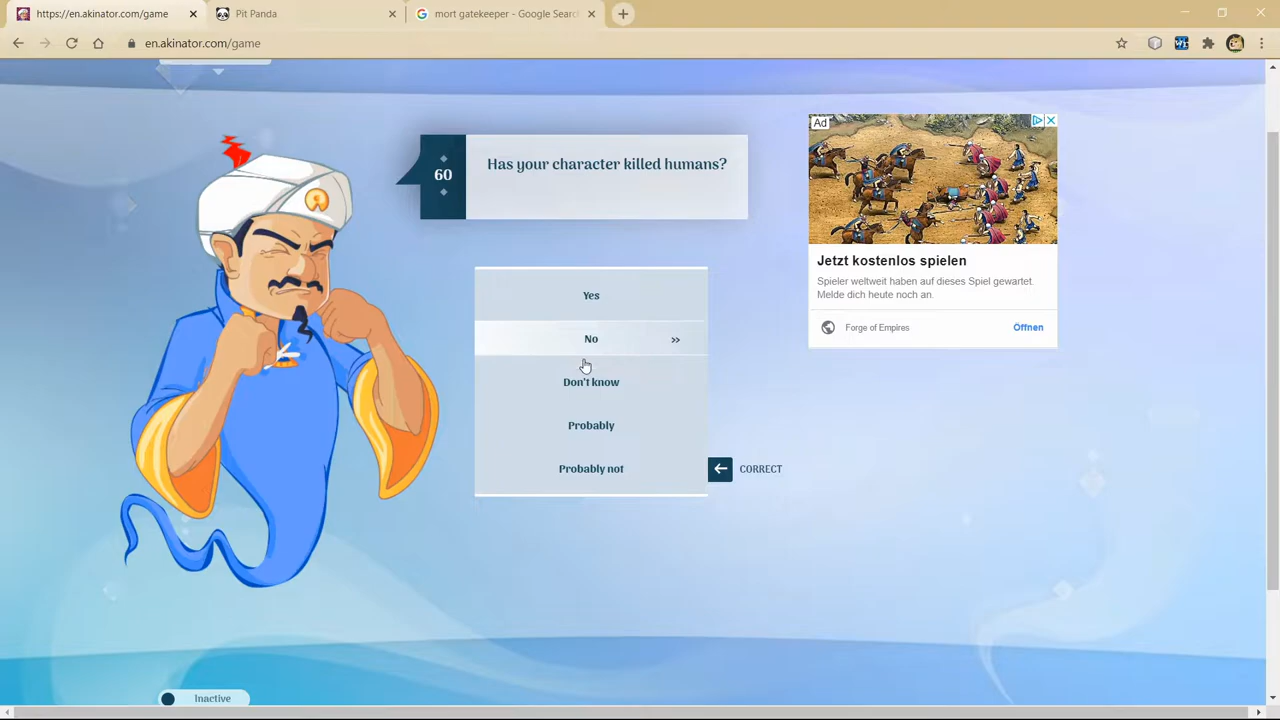 https://en.akinator.com/game
Pit Panda
mort gatekeeper - Google Search
en.akinator.com/game
60
Has your character killed humans?
Yes
No
Don't know
Probably
Probably not
CORRECT
Ad
Jetzt kostenlos spielen
Spieler weltweit haben auf dieses Spiel gewartet.
Melde dich heute noch an.
Forge of Empires
Öffnen
Inactive